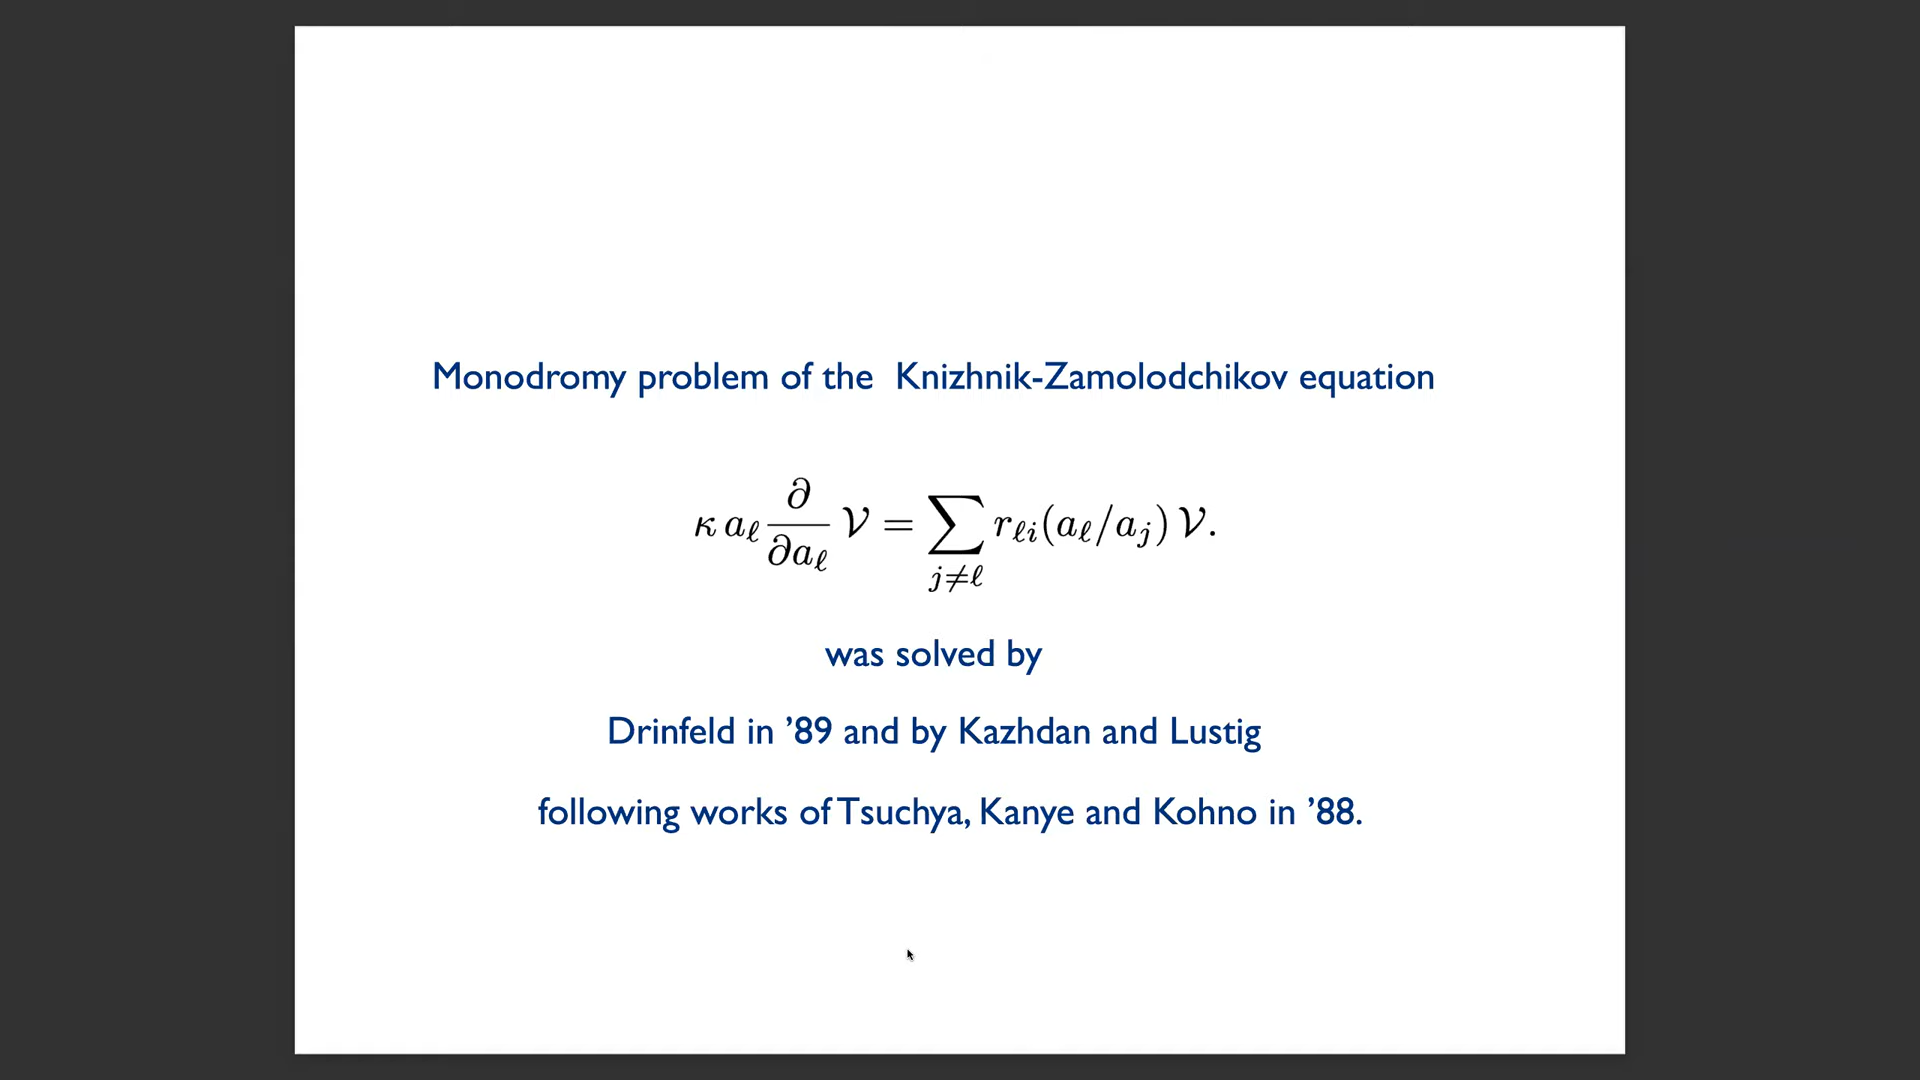 Monodromy problem of the Knizhnik-Zamolodchikov equation
κ a_ℓ ∂/∂a_ℓ 𝒱 = ∑_{j≠ℓ} r_{ℓi}(a_ℓ/a_j) 𝒱.
was solved by
Drinfeld in ’89 and by Kazhdan and Lustig
following works of Tsuchya, Kanye and Kohno in ’88.